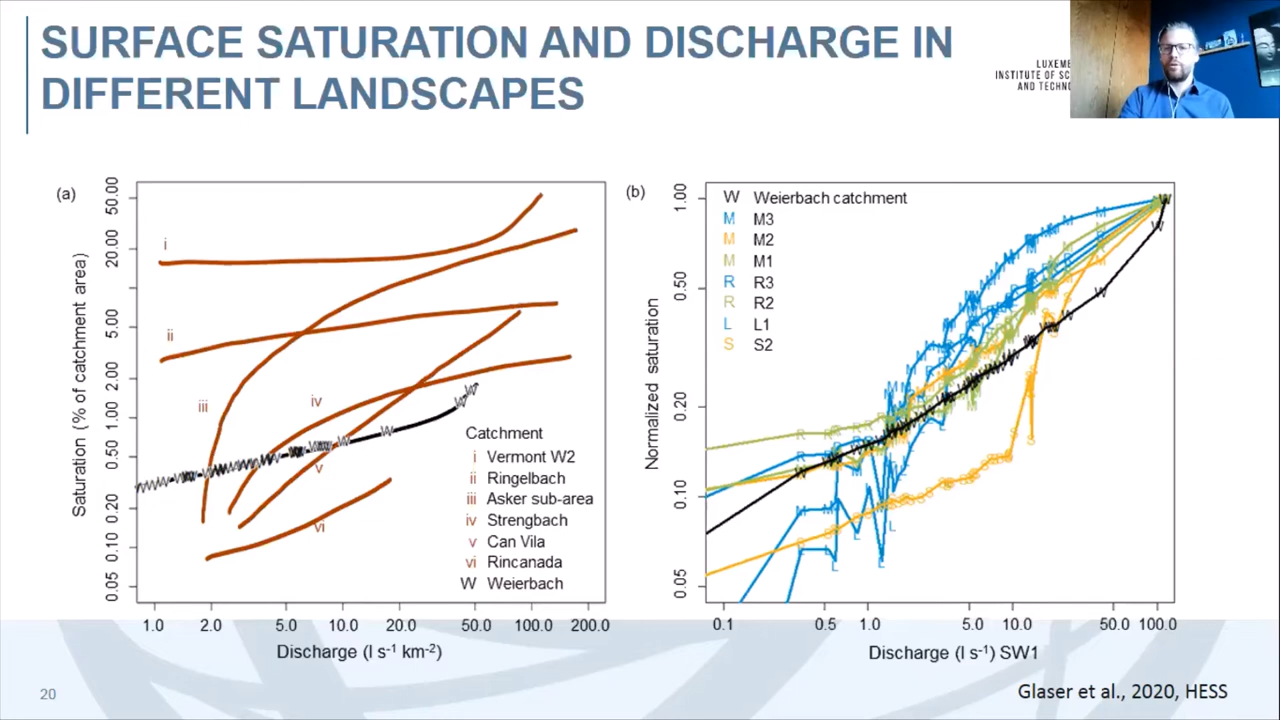 SURFACE SATURATION AND DISCHARGE IN
DIFFERENT LANDSCAPES
LUXEM
INSTITUTE OF SC
AND TECHN
(a)
Saturation (% of catchment area)
50.00
20.00
5.00
2.00
1.00
0.50
0.20
0.10
0.05
i
ii
iii
iv
v
vi
Catchment
i Vermont W2
ii Ringelbach
iii Asker sub-area
iv Strengbach
v Can Vila
vi Rincanada
W Weierbach
1.0 2.0 5.0 10.0 20.0 50.0 100.0 200.0
Discharge (l s⁻¹ km⁻²)
(b)
Normalized saturation
1.00
0.50
0.20
0.10
0.05
W Weierbach catchment
M M3
M M2
M M1
R R3
R R2
L L1
S S2
0.1 0.5 1.0 5.0 10.0 50.0 100.0
Discharge (l s⁻¹) SW1
20
Glaser et al., 2020, HESS